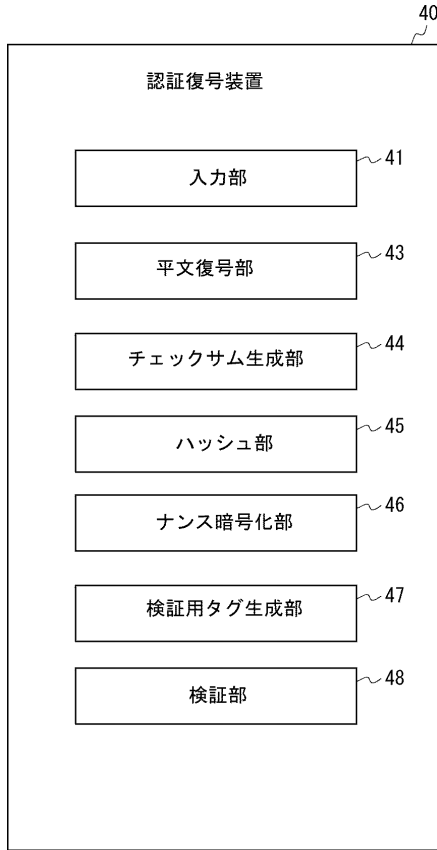 40
認証復号装置
入力部
41
平文復号部
43
チェックサム生成部
44
ハッシュ部
45
ナンス暗号化部
46
検証用タグ生成部
47
検証部
48